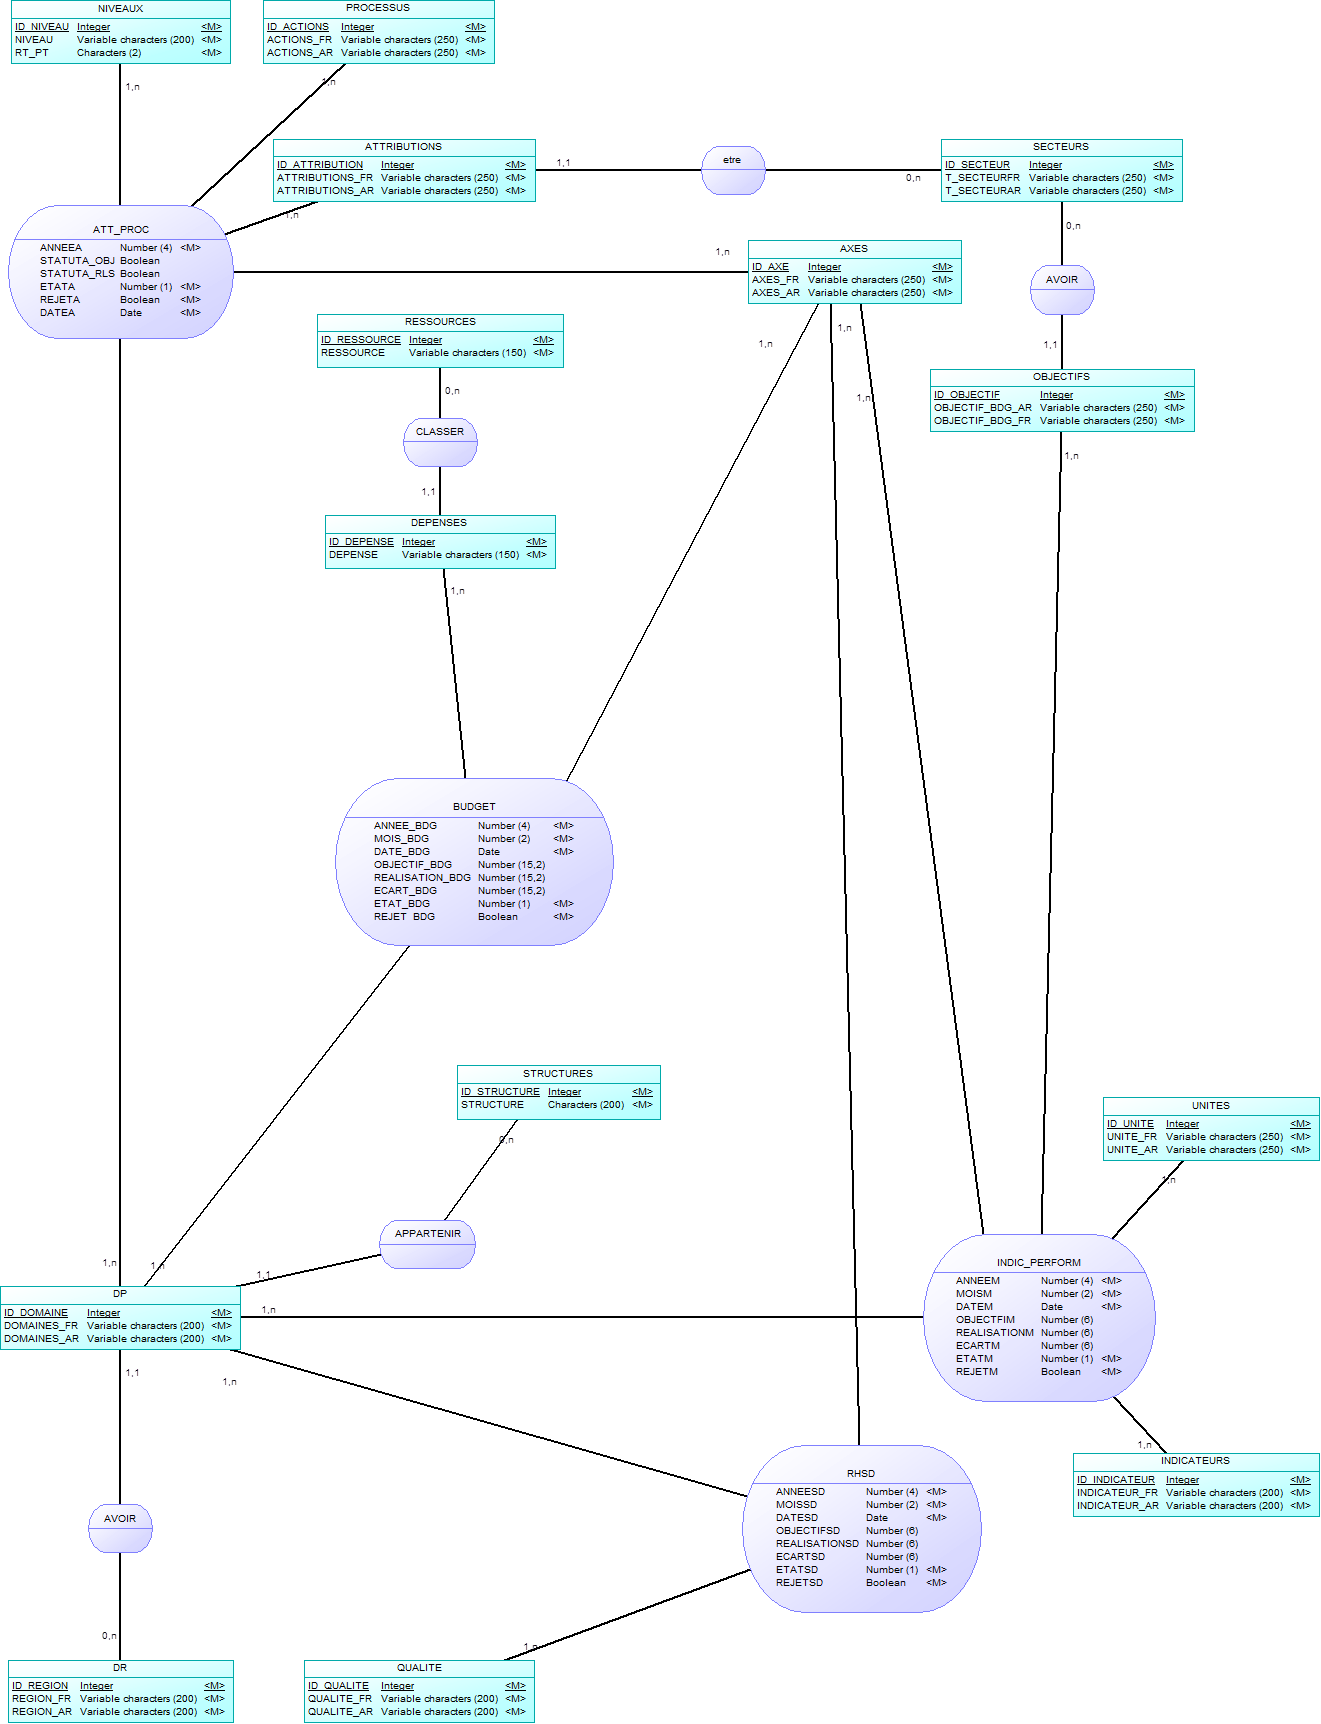 NIVEAUX
ID_NIVEAU Integer <M>
NIVEAU Variable characters (200) <M>
RT_PT Characters (2) <M>
PROCESSUS
ID_ACTIONS Integer <M>
ACTIONS_FR Variable characters (250) <M>
ACTIONS_AR Variable characters (250) <M>
1,n
1,n
ATTRIBUTIONS
ID_ATTRIBUTION Integer <M>
ATTRIBUTIONS_FR Variable characters (250) <M>
ATTRIBUTIONS_AR Variable characters (250) <M>
1,n
1,1
etre
0,n
SECTEURS
ID_SECTEUR Integer <M>
T_SECTEURFR Variable characters (250) <M>
T_SECTEURAR Variable characters (250) <M>
0,n
AVOIR
1,1
ATT_PROC
ANNEEA Number (4) <M>
STATUTA_OBJ Boolean
STATUTA_RLS Boolean
ETATA Number (1) <M>
REJETA Boolean <M>
DATEA Date <M>
1,n
AXES
ID_AXE Integer <M>
AXES_FR Variable characters (250) <M>
AXES_AR Variable characters (250) <M>
1,n
1,n
1,n
RESSOURCES
ID_RESSOURCE Integer <M>
RESSOURCE Variable characters (150) <M>
0,n
CLASSER
1,1
OBJECTIFS
ID_OBJECTIF Integer <M>
OBJECTIF_BDG_AR Variable characters (250) <M>
OBJECTIF_BDG_FR Variable characters (250) <M>
1,n
DEPENSES
ID_DEPENSE Integer <M>
DEPENSE Variable characters (150) <M>
1,n
BUDGET
ANNEE_BDG Number (4) <M>
MOIS_BDG Number (2) <M>
DATE_BDG Date <M>
OBJECTIF_BDG Number (15,2)
REALISATION_BDG Number (15,2)
ECART_BDG Number (15,2)
ETAT_BDG Number (1) <M>
REJET_BDG Boolean <M>
STRUCTURES
ID_STRUCTURE Integer <M>
STRUCTURE Characters (200) <M>
0,n
APPARTENIR
1,1
UNITES
ID_UNITE Integer <M>
UNITE_FR Variable characters (250) <M>
UNITE_AR Variable characters (250) <M>
1,n
1,n
1,n
DP
ID_DOMAINE Integer <M>
DOMAINES_FR Variable characters (200) <M>
DOMAINES_AR Variable characters (200) <M>
1,n
1,1
1,n
INDIC_PERFORM
ANNEEM Number (4) <M>
MOISM Number (2) <M>
DATEM Date <M>
OBJECTFIM Number (6)
REALISATIONM Number (6)
ECARTM Number (6)
ETATM Number (1) <M>
REJETM Boolean <M>
1,n
INDICATEURS
ID_INDICATEUR Integer <M>
INDICATEUR_FR Variable characters (200) <M>
INDICATEUR_AR Variable characters (200) <M>
RHSD
ANNEESD Number (4) <M>
MOISSD Number (2) <M>
DATESD Date <M>
OBJECTIFSD Number (6)
REALISATIONSD Number (6)
ECARTSD Number (6)
ETATSD Number (1) <M>
REJETSD Boolean <M>
AVOIR
0,n
1,n
DR
ID_REGION Integer <M>
REGION_FR Variable characters (200) <M>
REGION_AR Variable characters (200) <M>
QUALITE
ID_QUALITE Integer <M>
QUALITE_FR Variable characters (200) <M>
QUALITE_AR Variable characters (200) <M>